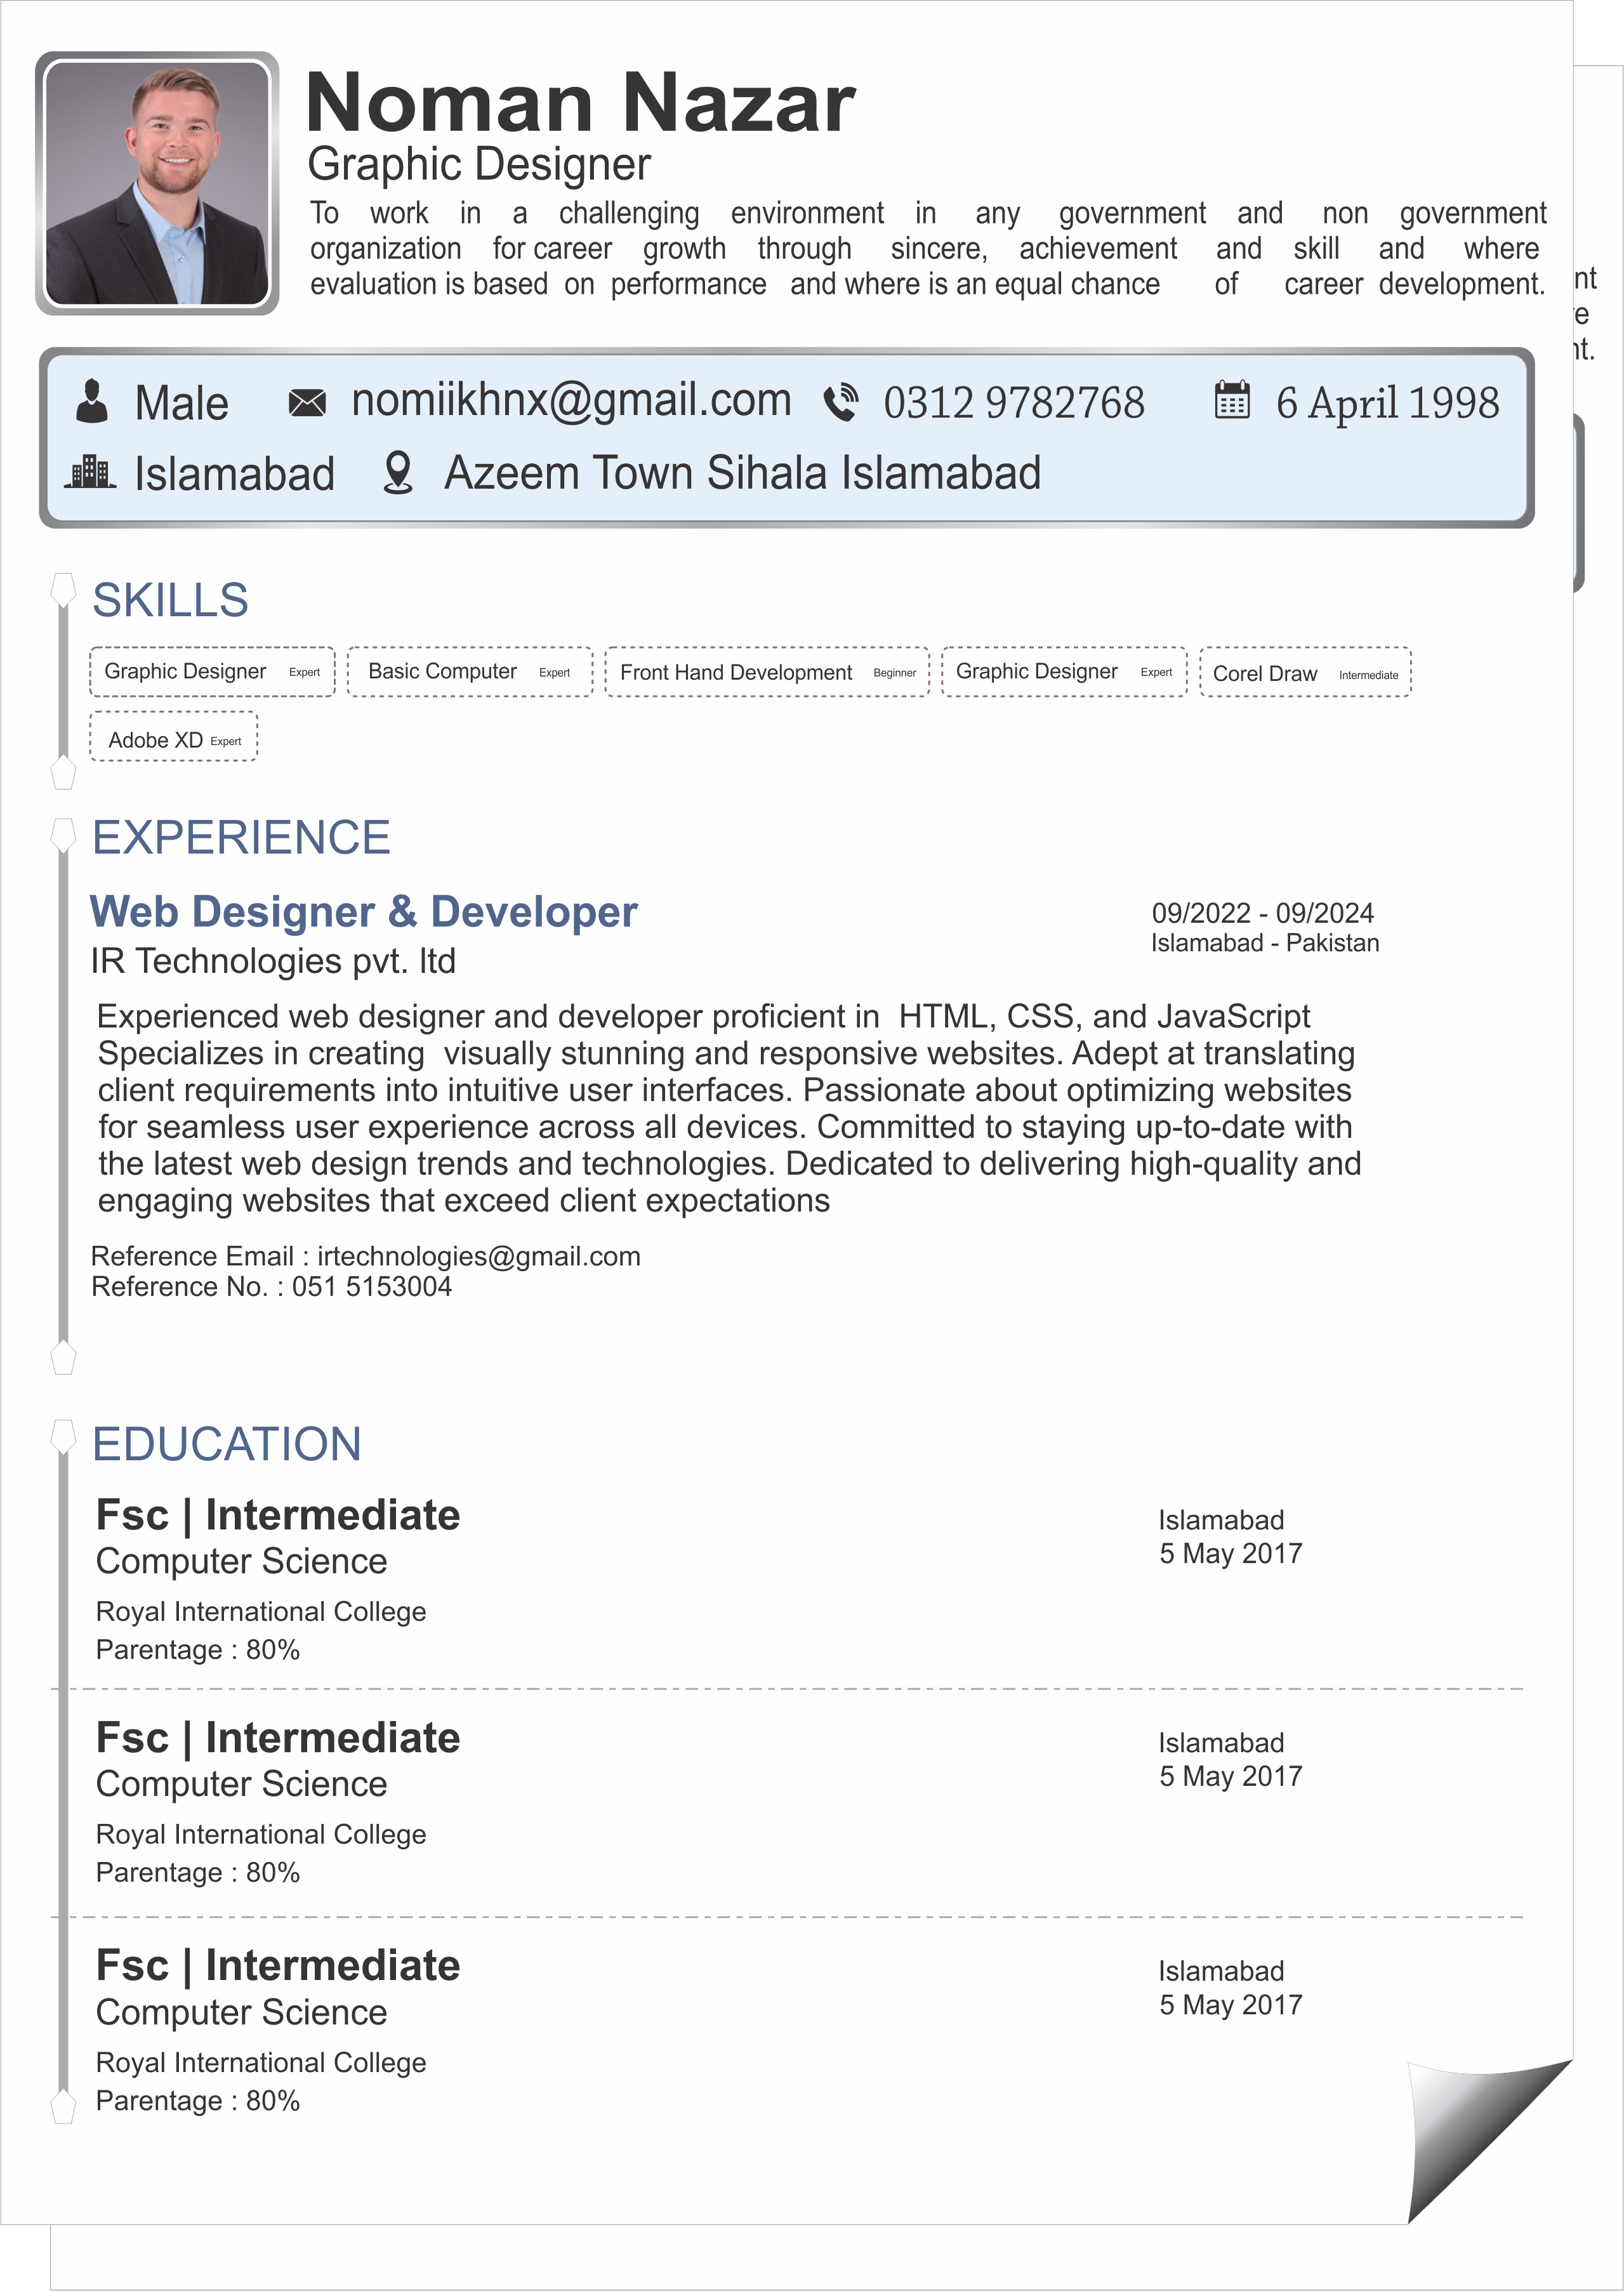 Noman Nazar
Graphic Designer
To work in a challenging environment in any government and non government
organization for career growth through sincere, achievement and skill and where
evaluation is based on performance and where is an equal chance of career development.
nt
re
nt.
Male nomiikhnx@gmail.com 0312 9782768 6 April 1998
Islamabad Azeem Town Sihala Islamabad
SKILLS
Graphic Designer Expert Basic Computer Expert Front Hand Development Beginner Graphic Designer Expert Corel Draw Intermediate
Adobe XD Expert
EXPERIENCE
Web Designer & Developer 09/2022 - 09/2024
IR Technologies pvt. ltd Islamabad - Pakistan
Experienced web designer and developer proficient in HTML, CSS, and JavaScript
Specializes in creating visually stunning and responsive websites. Adept at translating
client requirements into intuitive user interfaces. Passionate about optimizing websites
for seamless user experience across all devices. Committed to staying up-to-date with
the latest web design trends and technologies. Dedicated to delivering high-quality and
engaging websites that exceed client expectations
Reference Email : irtechnologies@gmail.com
Reference No. : 051 5153004
EDUCATION
Fsc | Intermediate Islamabad
Computer Science 5 May 2017
Royal International College
Parentage : 80%
Fsc | Intermediate Islamabad
Computer Science 5 May 2017
Royal International College
Parentage : 80%
Fsc | Intermediate Islamabad
Computer Science 5 May 2017
Royal International College
Parentage : 80%